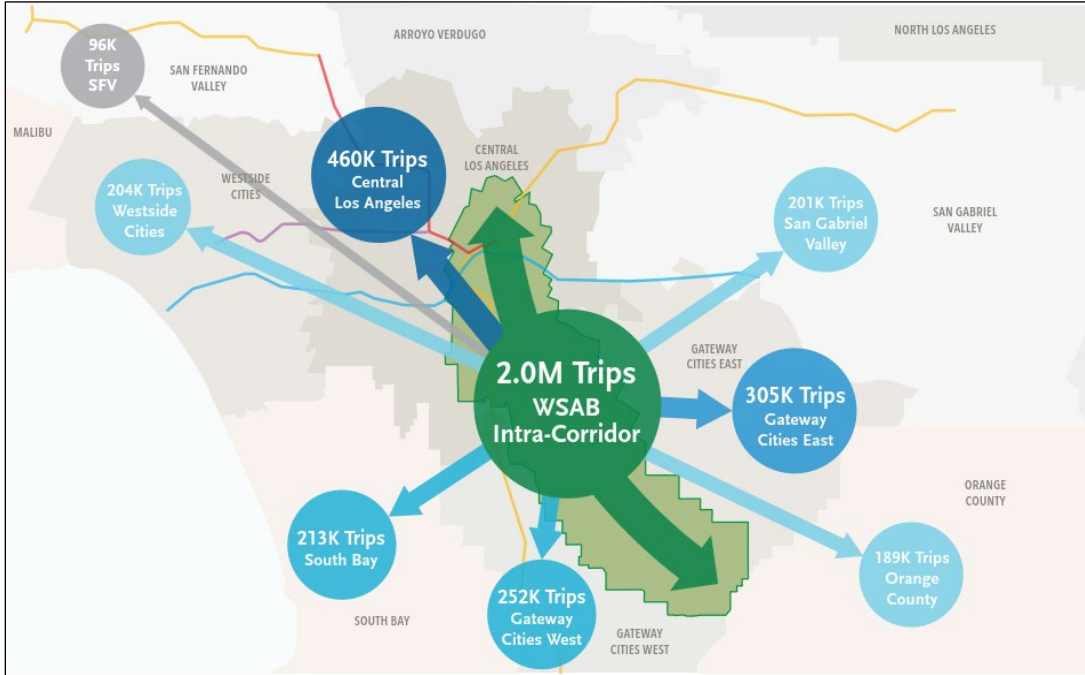 96K
Trips
SFV
SAN FERNANDO
VALLEY
ARROYO VERDUGO
NORTH LOS ANGELES
MALIBU
204K Trips
Westside
Cities
WESTSIDE
CITIES
460K Trips
Central
Los Angeles
CENTRAL
LOS ANGELES
201K Trips
San Gabriel
Valley
SAN GABRIEL
VALLEY
2.0M Trips
WSAB
Intra-Corridor
GATEWAY
CITIES EAST
305K Trips
Gateway
Cities East
213K Trips
South Bay
SOUTH BAY
252K Trips
Gateway
Cities West
GATEWAY
CITIES WEST
189K Trips
Orange
County
ORANGE
COUNTY